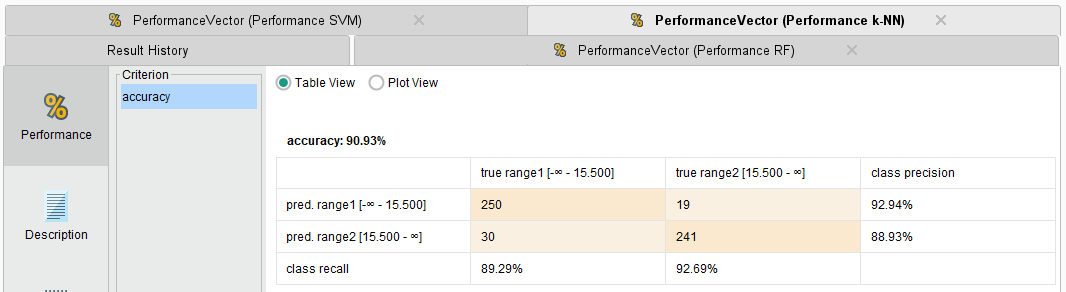 PerformanceVector (Performance SVM)
PerformanceVector (Performance k-NN)
Result History
PerformanceVector (Performance RF)
%
Performance
Description
Criterion
accuracy
Table View Plot View
accuracy: 90.93%
true range1 [-∞ - 15.500] true range2 [15.500 - ∞] class precision
pred. range1 [-∞ - 15.500] 250 19 92.94%
pred. range2 [15.500 - ∞] 30 241 88.93%
class recall 89.29% 92.69%